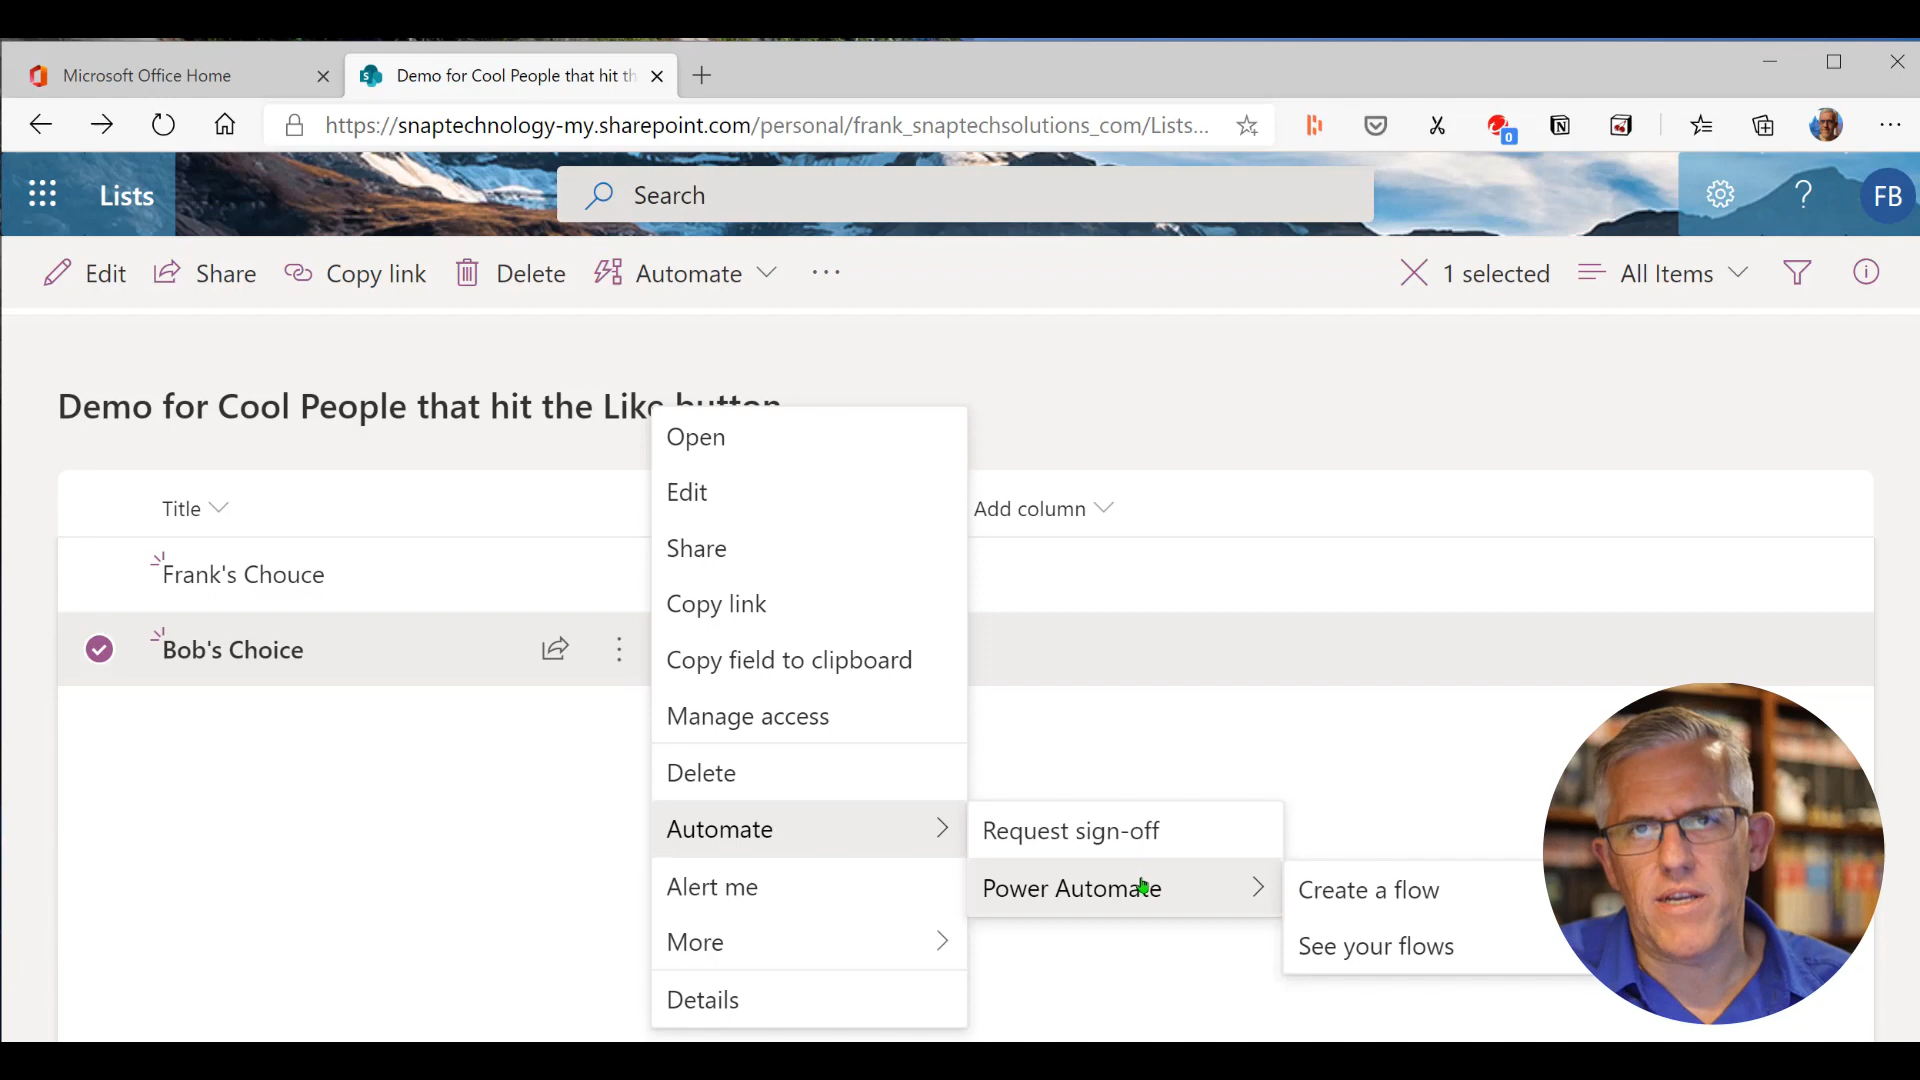 Microsoft Office Home
Demo for Cool People that hit th
https://snaptechnology-my.sharepoint.com/personal/frank_snaptechsolutions_com/Lists...
0
Lists
Search
FB
Edit
Share
Copy link
Delete
Automate
1 selected
All Items
Demo for Cool People that hit the Like button
Title
Add column
Frank's Chouce
Bob's Choice
Open
Edit
Share
Copy link
Copy field to clipboard
Manage access
Delete
Automate
Alert me
More
Details
Request sign-off
Power Automate
Create a flow
See your flows